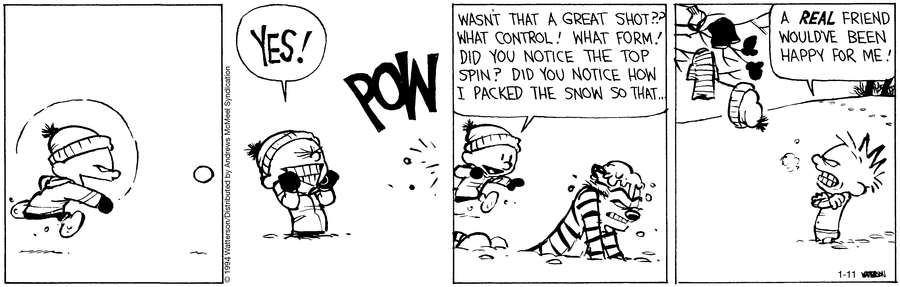 © 1994 Watterson/Distributed by Andrews McMeel Syndication
YES!
POW
WASN'T THAT A GREAT SHOT??
WHAT CONTROL! WHAT FORM!
DID YOU NOTICE THE TOP
SPIN? DID YOU NOTICE HOW
I PACKED THE SNOW SO THAT...
A REAL FRIEND
WOULD'VE BEEN
HAPPY FOR ME!
1-11 WATTERSON